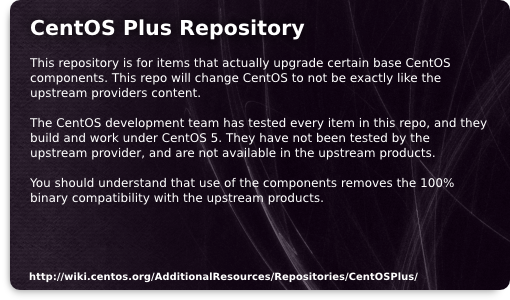 CentOS Plus Repository
This repository is for items that actually upgrade certain base CentOS
components. This repo will change CentOS to not be exactly like the
upstream providers content.
The CentOS development team has tested every item in this repo, and they
build and work under CentOS 5. They have not been tested by the
upstream provider, and are not available in the upstream products.
You should understand that use of the components removes the 100%
binary compatibility with the upstream products.
http://wiki.centos.org/AdditionalResources/Repositories/CentOSPlus/